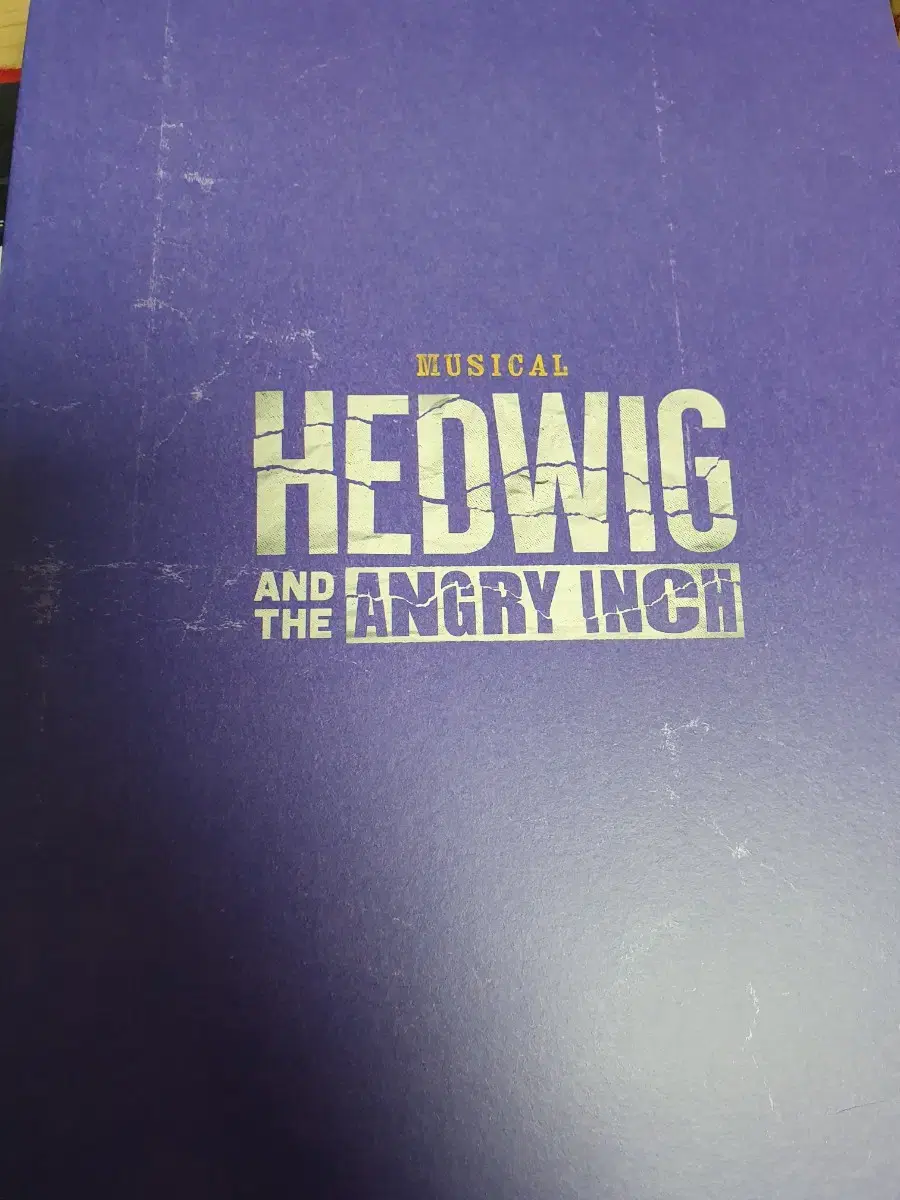 MUSICAL
HEDWIG
AND THE ANGRY INCH